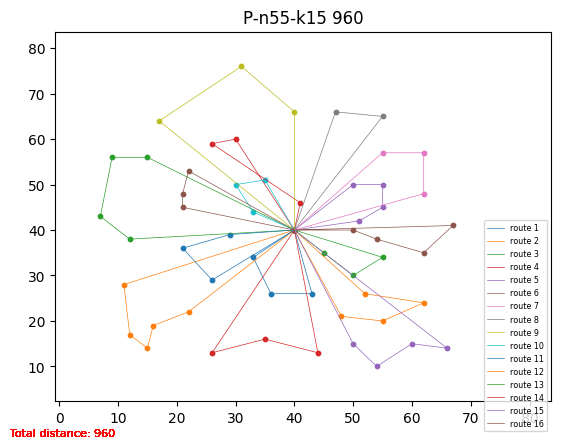 P-n55-k15 960
80
70
60
50
40
30
20
10
0
10
20
30
40
50
60
70
80
route 1
route 2
route 3
route 4
route 5
route 6
route 7
route 8
route 9
route 10
route 11
route 12
route 13
route 14
route 15
route 16
Total distance: 960